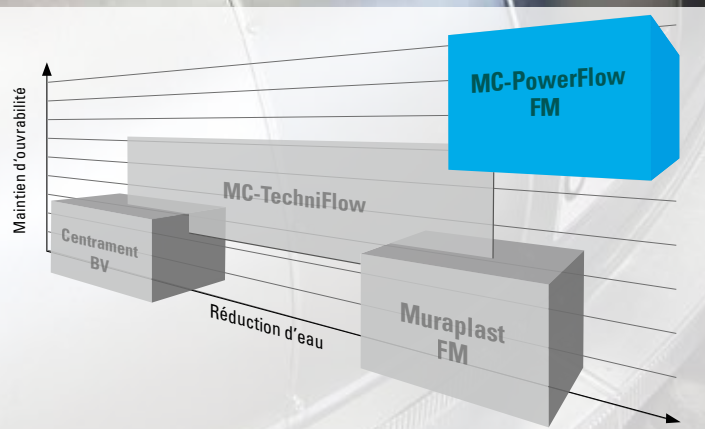 Maintien d'ouvrabilité
MC-PowerFlow
FM
MC-TechniFlow
Centrament
BV
Réduction d'eau
Muraplast
FM